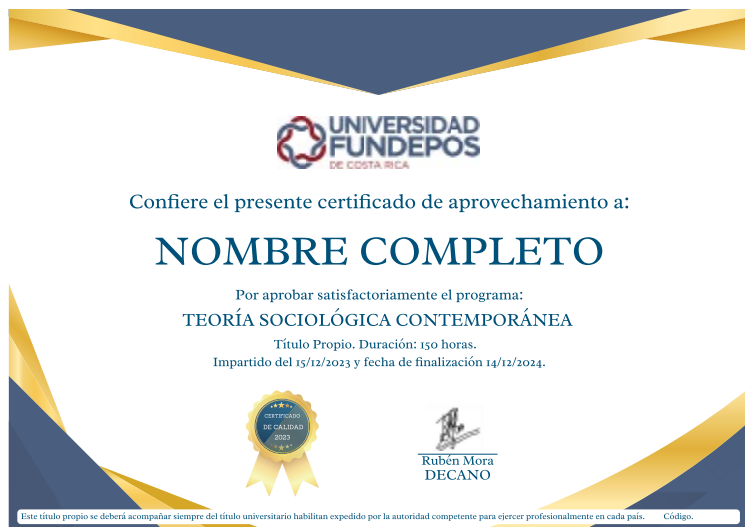 UNIVERSIDAD
FUNDEPOS
DE COSTA RICA
Confiere el presente certificado de aprovechamiento a:
NOMBRE COMPLETO
Por aprobar satisfactoriamente el programa:
TEORÍA SOCIOLÓGICA CONTEMPORÁNEA
Título Propio. Duración: 150 horas.
Impartido del 15/12/2023 y fecha de finalización 14/12/2024.
CERTIFICADO
DE CALIDAD
2023
Rubén Mora
DECANO
Este título propio se deberá acompañar siempre del título universitario habilitan expedido por la autoridad competente para ejercer profesionalmente en cada país. Código.